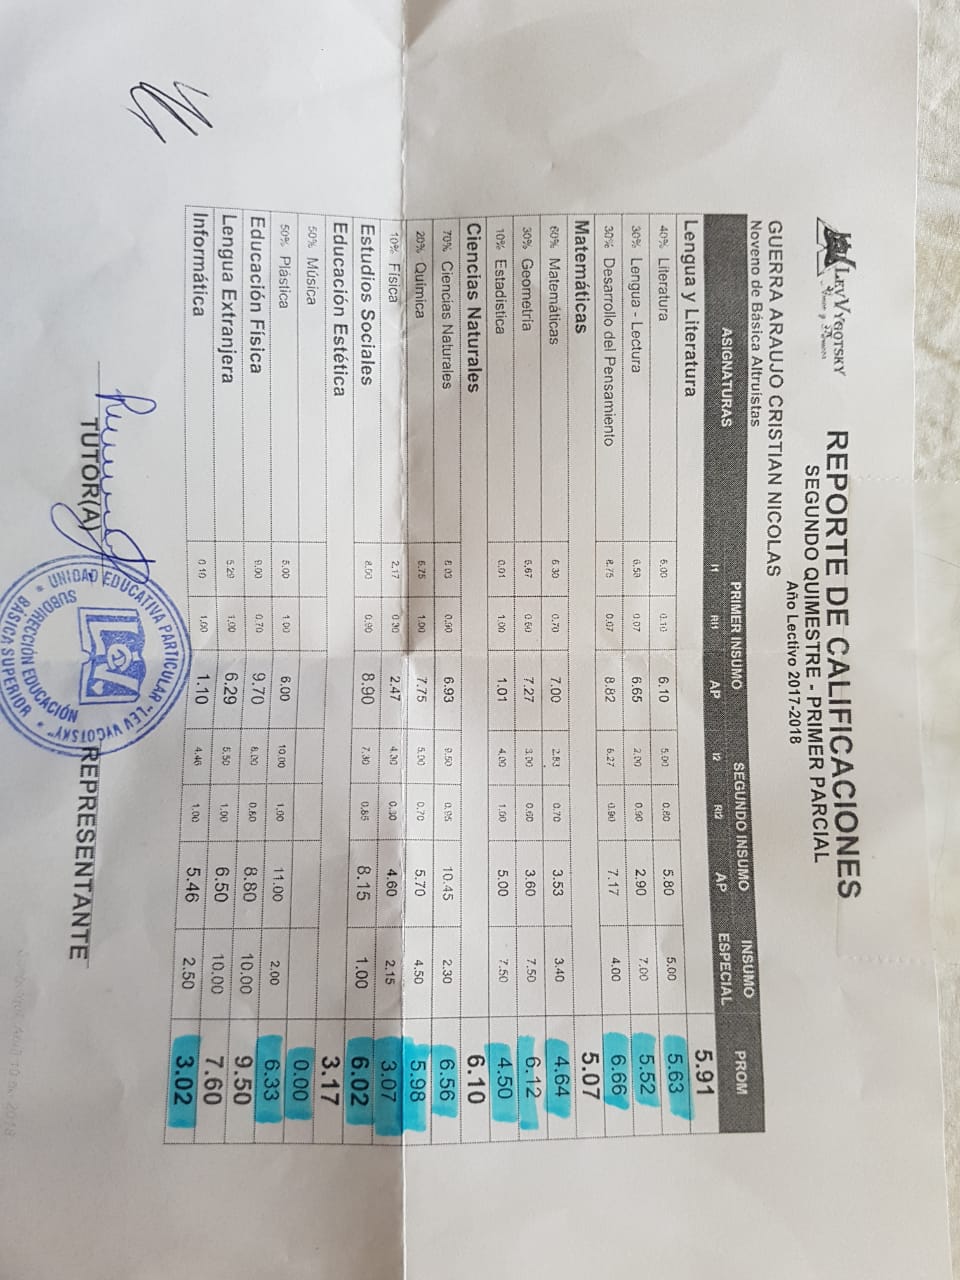 LEV VYGOTSKY
REPORTE DE CALIFICACIONES
SEGUNDO QUIMESTRE - PRIMER PARCIAL
Año Lectivo 2017-2018
GUERRA ARAUJO CRISTIAN NICOLAS
Noveno de Básica Altruistas
ASIGNATURAS PRIMER INSUMO SEGUNDO INSUMO INSUMO ESPECIAL PROM
I1 RI1 AP I2 RI2 AP
Lengua y Literatura 5.91
40% Literatura 6.00 0.10 6.10 5.00 0.80 5.80 5.00 5.63
30% Lengua - Lectura 6.58 0.07 6.65 2.00 0.90 2.90 7.00 5.52
30% Desarrollo del Pensamiento 8.75 0.07 8.82 6.27 0.90 7.17 4.00 6.66
Matemáticas 5.07
60% Matemáticas 6.30 0.70 7.00 2.83 0.70 3.53 3.40 4.64
30% Geometría 6.67 0.60 7.27 3.00 0.60 3.60 7.50 6.12
10% Estadística 0.01 1.00 1.01 4.00 1.00 5.00 7.50 4.50
Ciencias Naturales 6.10
70% Ciencias Naturales 6.03 0.90 6.93 9.50 0.95 10.45 2.30 6.56
20% Química 6.75 1.00 7.75 5.00 0.70 5.70 4.50 5.98
10% Física 2.17 0.30 2.47 4.30 0.30 4.60 2.15 3.07
Estudios Sociales 8.00 0.90 8.90 7.30 0.85 8.15 1.00 6.02
Educación Estética 3.17
50% Música 0.00
50% Plástica 5.00 1.00 6.00 10.00 1.00 11.00 2.00 6.33
Educación Física 9.00 0.70 9.70 8.00 0.80 8.80 10.00 9.50
Lengua Extranjera 5.29 1.00 6.29 5.50 1.00 6.50 10.00 7.60
Informática 0.10 1.00 1.10 4.46 1.00 5.46 2.50 3.02
TUTOR(A) REPRESENTANTE
UNIDAD EDUCATIVA PARTICULAR "LEV VYGOTSKY"
SUBDIRECCIÓN EDUCACIÓN
BÁSICA SUPERIOR